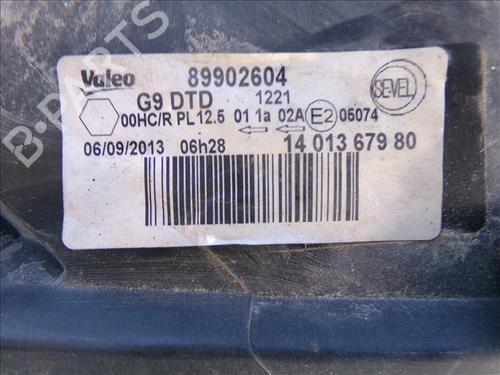 B-PARTS
Valeo 89902604
G9 DTD 1221 SEVEL
00HC/R PL12.5 01 1a 02A E2 05074
06/09/2013 06h28 14 013 679 80